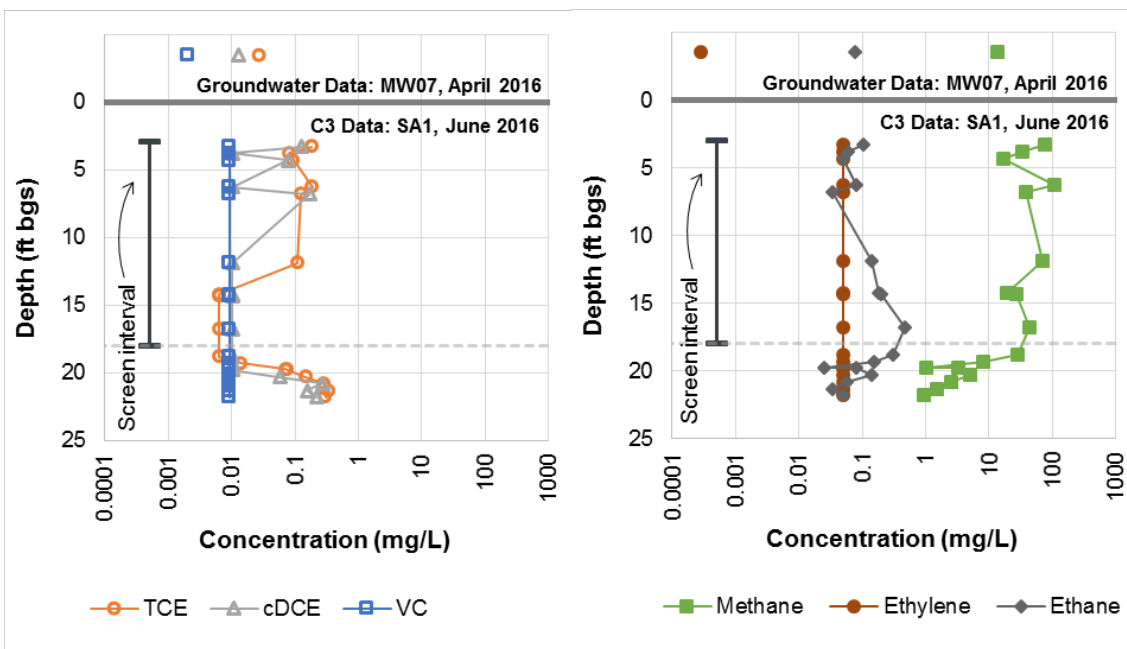 Groundwater Data: MW07, April 2016
C3 Data: SA1, June 2016
0
5
10
15
20
25
Depth (ft bgs)
Screen interval
0.0001
0.001
0.01
0.1
1
10
100
1000
Concentration (mg/L)
TCE
cDCE
VC
Groundwater Data: MW07, April 2016
C3 Data: SA1, June 2016
0
5
10
15
20
25
Depth (ft bgs)
Screen interval
0.0001
0.001
0.01
0.1
1
10
100
1000
Concentration (mg/L)
Methane
Ethylene
Ethane